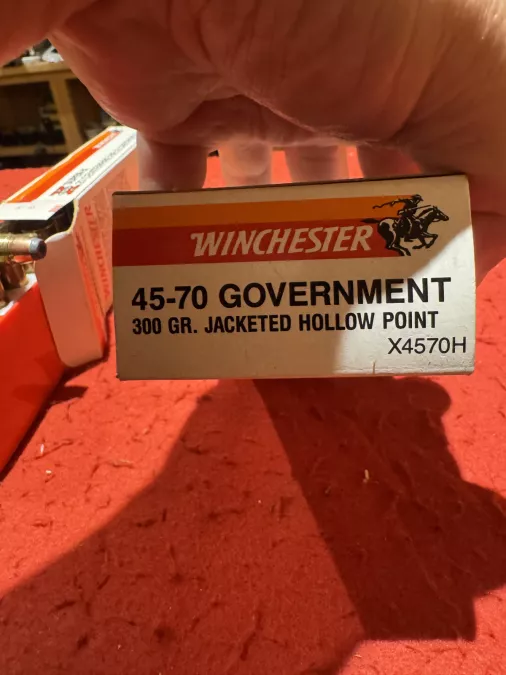 WINCHESTER
45-70 GOVERNMENT
300 GR. JACKETED HOLLOW POINT
X4570H